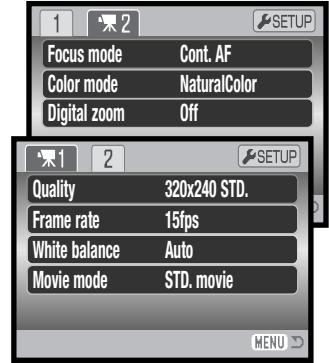 1 2 SETUP
Focus mode Cont. AF
Color mode NaturalColor
Digital zoom Off
1 2 SETUP
Quality 320x240 STD.
Frame rate 15fps
White balance Auto
Movie mode STD. movie
MENU